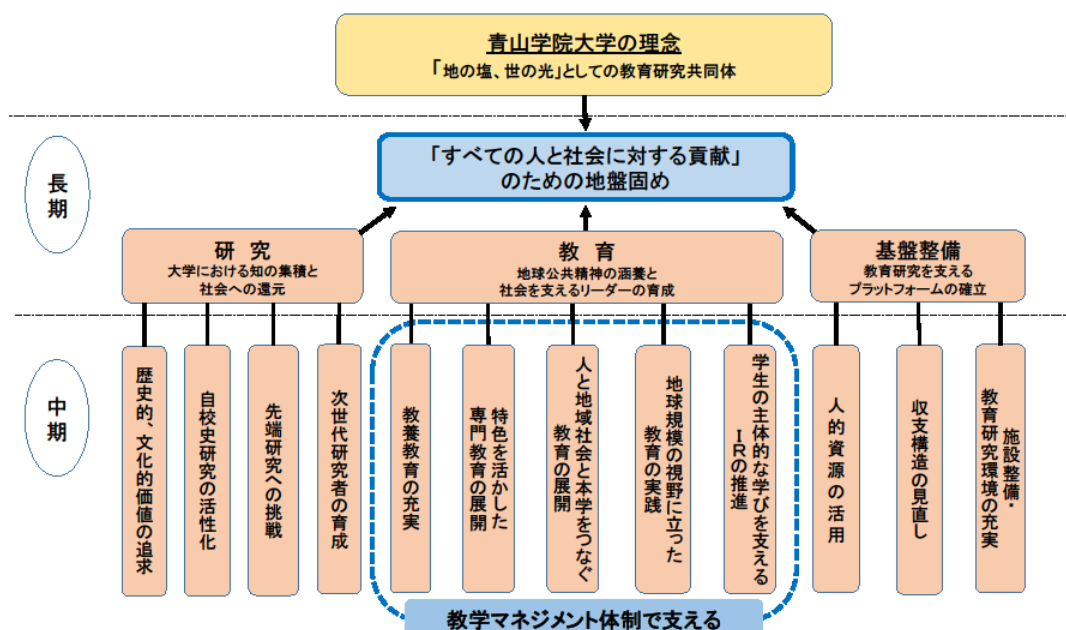 青山学院大学の理念
「地の塩、世の光」としての教育研究共同体
長期
「すべての人と社会に対する貢献」
のための地盤固め
研 究
大学における知の集積と
社会への還元
教 育
地球公共精神の涵養と
社会を支えるリーダーの育成
基盤整備
教育研究を支える
プラットフォームの確立
中期
歴史的、文化的価値の追求
自校史研究の活性化
先端研究への挑戦
次世代研究者の育成
教養教育の充実
特色を活かした
専門教育の展開
人と地域社会と本学をつなぐ
教育の展開
地球規模の視野に立った
教育の実践
学生の主体的な学びを支える
IRの推進
人的資源の活用
収支構造の見直し
施設整備・
教育研究環境の充実
教学マネジメント体制で支える